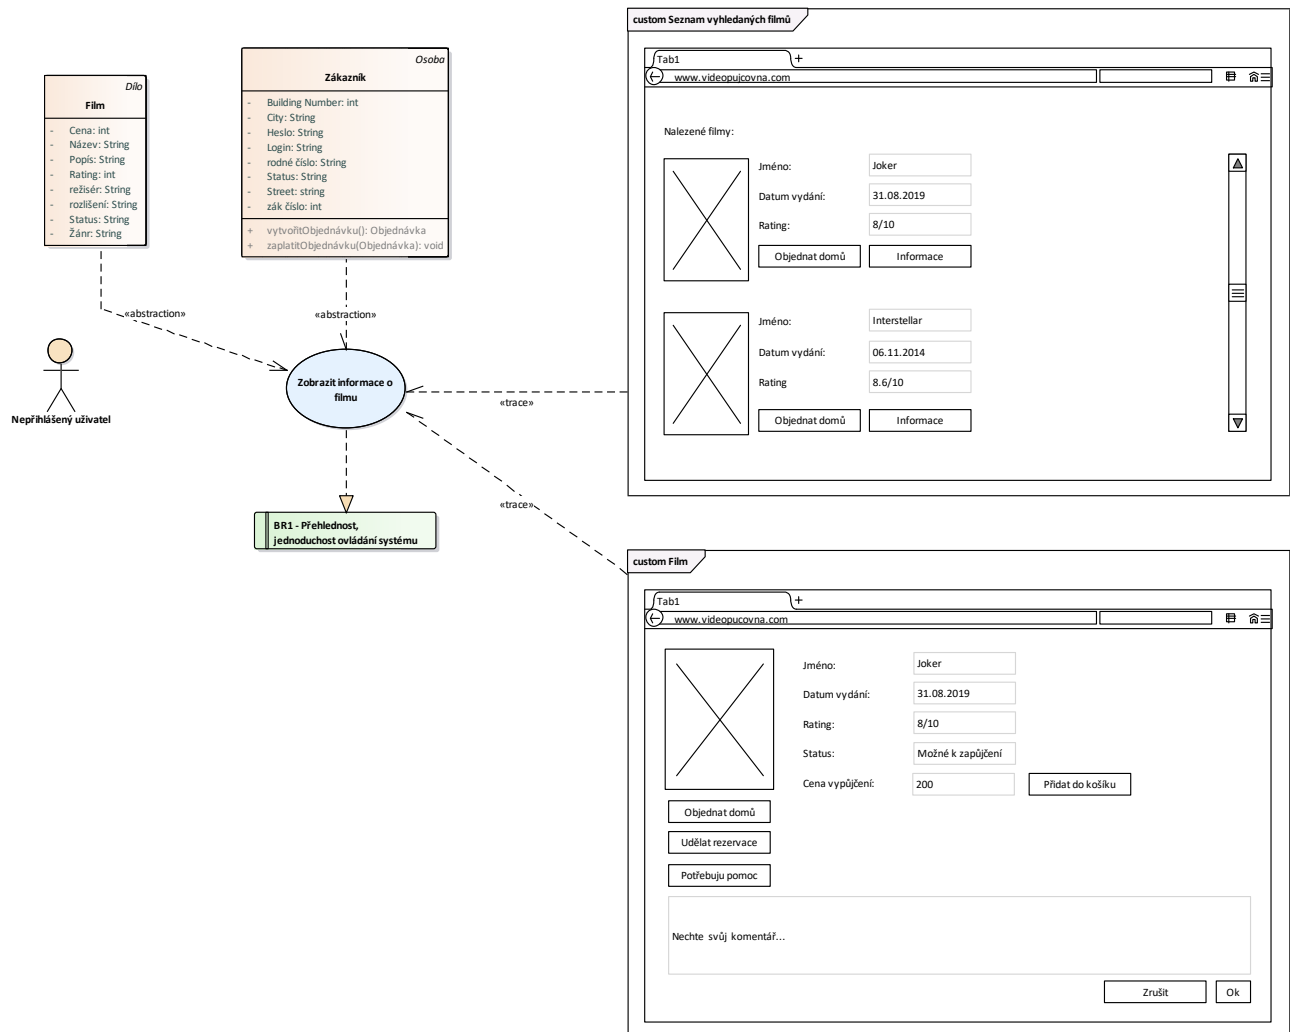 Dílo
Film
- Cena: int
- Název: String
- Popís: String
- Rating: int
- režisér: String
- rozlišení: String
- Status: String
- Žánr: String
Osoba
Zákazník
- Building Number: int
- City: String
- Heslo: String
- Login: String
- rodné číslo: String
- Status: String
- Street: string
- zák číslo: int
+ vytvořitObjednávku(): Objednávka
+ zaplatitObjednávku(Objednávka): void
«abstraction»
«abstraction»
Nepřihlášený uživatel
Zobrazit informace o
filmu
«trace»
«trace»
BR1 - Přehlednost,
jednoduchost ovládání systému
custom Seznam vyhledaných filmů
Tab1 +
www.videopujcovna.com
Nalezené filmy:
Jméno: Joker
Datum vydání: 31.08.2019
Rating: 8/10
Objednat domů Informace
Jméno: Interstellar
Datum vydání: 06.11.2014
Rating 8.6/10
Objednat domů Informace
custom Film
Tab1 +
www.videopucovna.com
Jméno: Joker
Datum vydání: 31.08.2019
Rating: 8/10
Status: Možné k zapůjčení
Cena vypůjčení: 200 Přidat do košíku
Objednat domů
Udělat rezervace
Potřebuju pomoc
Nechte svůj komentář...
Zrušit Ok